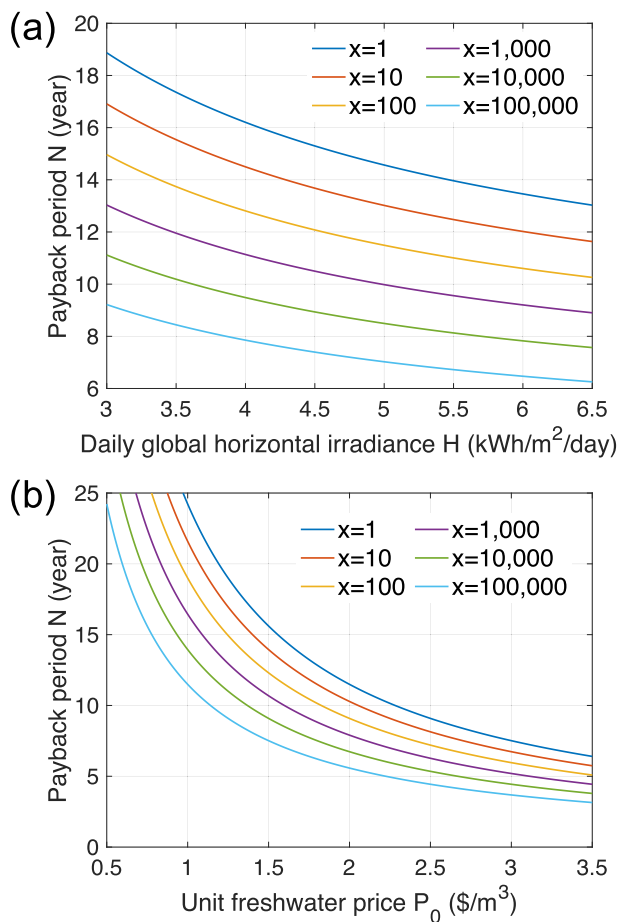 (a)
20
18
16
14
12
10
8
6
Payback period N (year)
x=1 x=1,000
x=10 x=10,000
x=100 x=100,000
3 3.5 4 4.5 5 5.5 6 6.5
Daily global horizontal irradiance H (kWh/m²/day)
(b)
25
20
15
10
5
0
Payback period N (year)
x=1 x=1,000
x=10 x=10,000
x=100 x=100,000
0.5 1 1.5 2 2.5 3 3.5
Unit freshwater price P₀ ($/m³)